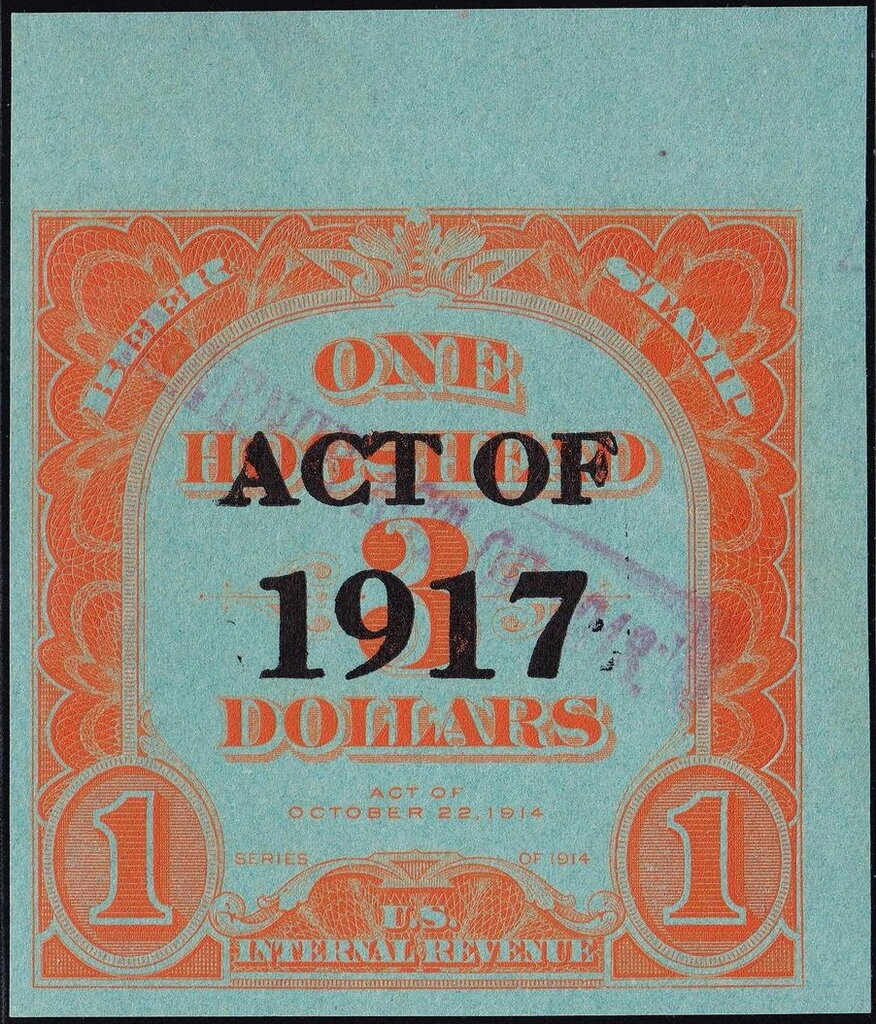 BEER STAMP
ONE
HOGSHEAD
ACT OF
3
1917
DOLLARS
ACT OF
OCTOBER 22, 1914
SERIES OF 1914
1 1
U.S.
INTERNAL REVENUE